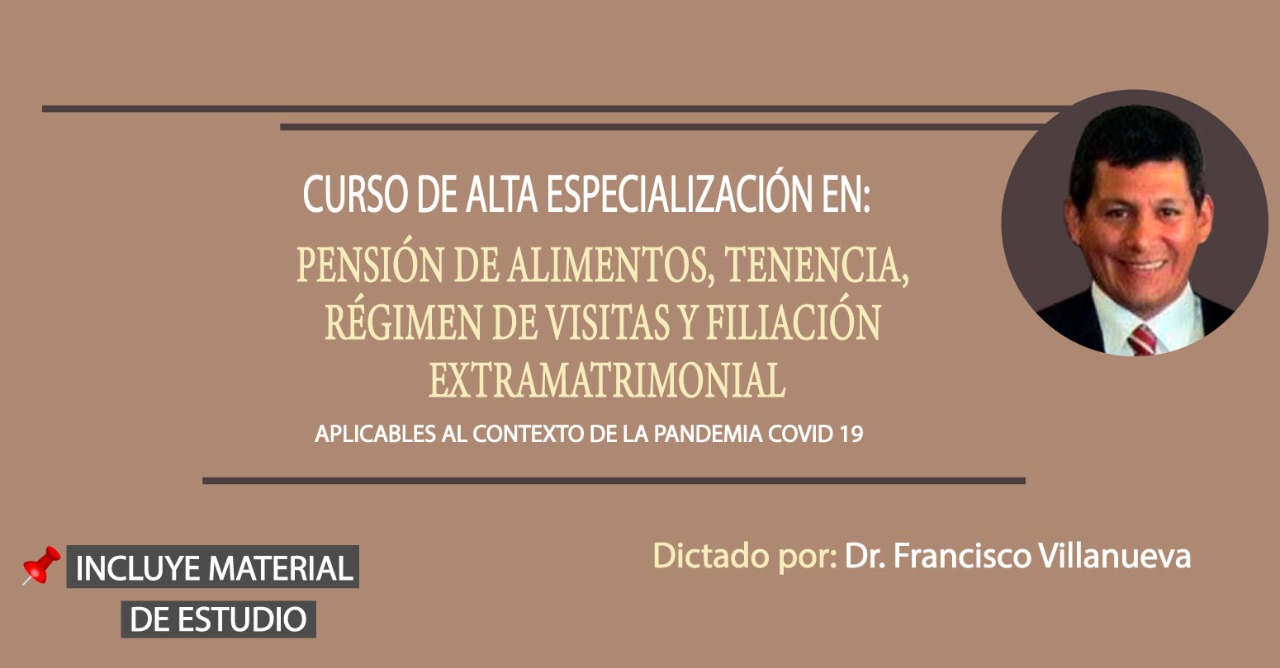 CURSO DE ALTA ESPECIALIZACIÓN EN:
PENSIÓN DE ALIMENTOS, TENENCIA,
RÉGIMEN DE VISITAS Y FILIACIÓN
EXTRAMATRIMONIAL
APLICABLES AL CONTEXTO DE LA PANDEMIA COVID 19
INCLUYE MATERIAL
DE ESTUDIO
Dictado por: Dr. Francisco Villanueva